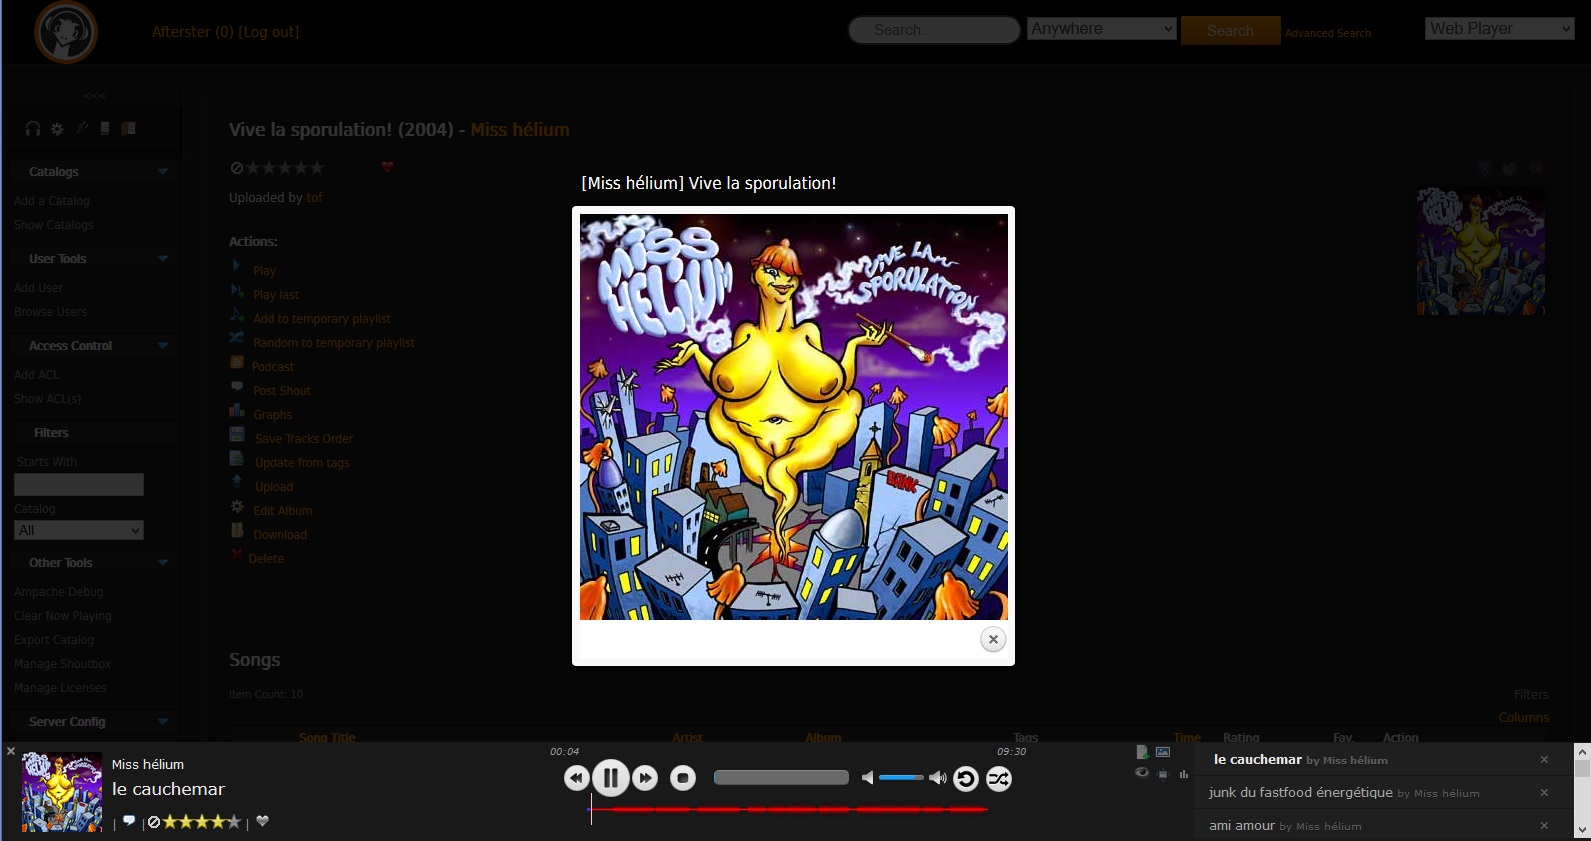 Afterster (0) [Log out]
Search...
Anywhere
Search
Advanced Search
Web Player
<<<
Catalogs
Add a Catalog
Show Catalogs
User Tools
Add User
Browse Users
Access Control
Add ACL
Show ACL(s)
Filters
Starts With
Catalog
All
Other Tools
Ampache Debug
Clear Now Playing
Export Catalog
Manage Shoutbox
Manage Licenses
Server Config
Vive la sporulation! (2004) - Miss hélium
Uploaded by tof
Actions:
Play
Play last
Add to temporary playlist
Random to temporary playlist
Podcast
Post Shout
Graphs
Save Tracks Order
Update from tags
Upload
Edit Album
Download
Delete
[Miss hélium] Vive la sporulation!
MISS
HELIUM
VIVE LA
SPORULATION
BANK
MISS
HELIUM
VIVE LA
SPORULATION
Songs
Item Count: 10
Filters
Columns
Song Title Artist Album Tags Time Rating Fav. Action
MISS
HELIUM
Miss hélium
le cauchemar
00:04
09:30
le cauchemar by Miss hélium
junk du fastfood énergétique by Miss hélium
ami amour by Miss hélium